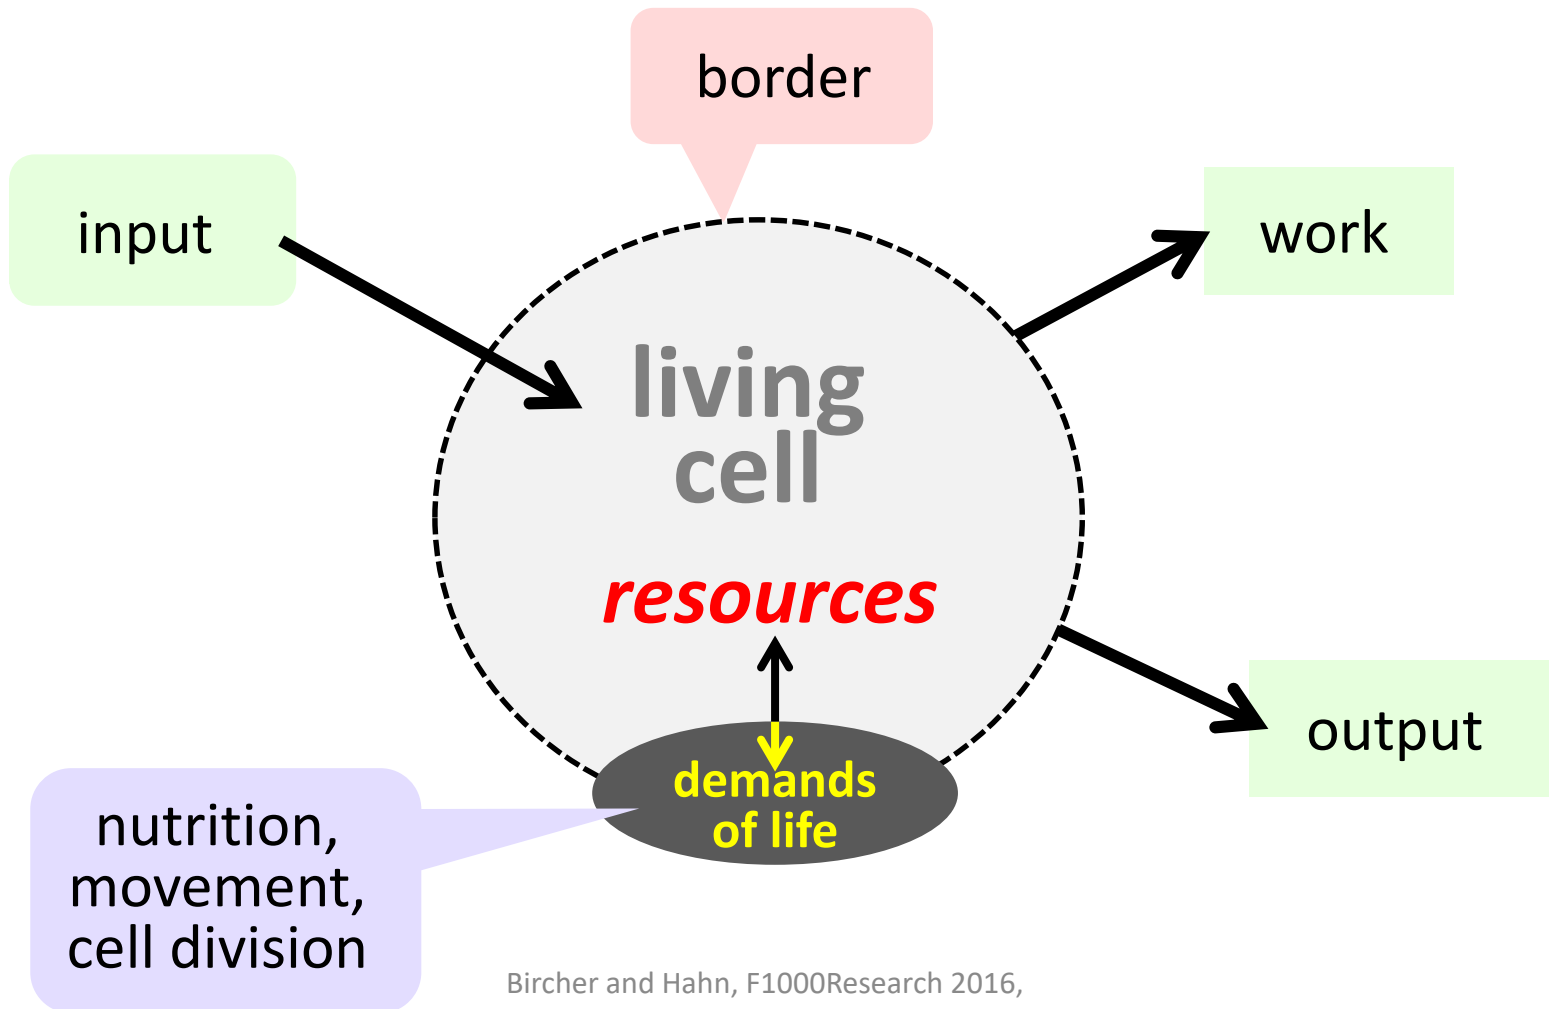 border
input
work
living
cell
resources
output
demands
of life
nutrition,
movement,
cell division
Bircher and Hahn, F1000Research 2016,